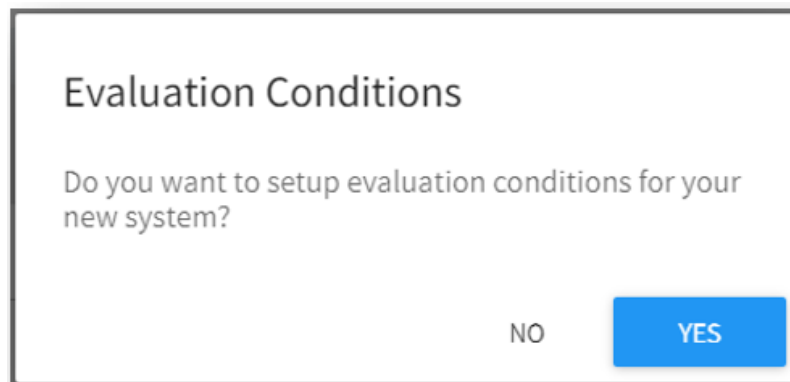 Evaluation Conditions
Do you want to setup evaluation conditions for your
new system?
NO YES